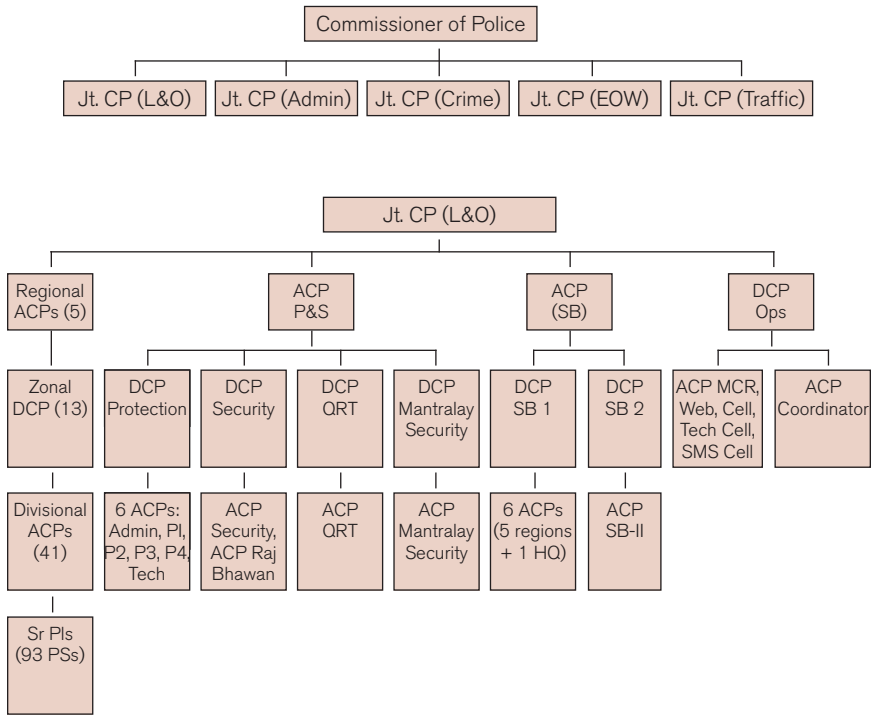 Commissioner of Police
Jt. CP (L&O)
Jt. CP (Admin)
Jt. CP (Crime)
Jt. CP (EOW)
Jt. CP (Traffic)
Jt. CP (L&O)
Regional
ACPs (5)
ACP
P&S
ACP
(SB)
DCP
Ops
Zonal
DCP (13)
DCP
Protection
DCP
Security
DCP
QRT
DCP
Mantralay
Security
DCP
SB 1
DCP
SB 2
ACP MCR,
Web, Cell,
Tech Cell,
SMS Cell
ACP
Coordinator
Divisional
ACPs
(41)
6 ACPs:
Admin, PI,
P2, P3, P4,
Tech
ACP
Security,
ACP Raj
Bhawan
ACP
QRT
ACP
Mantralay
Security
6 ACPs
(5 regions
+ 1 HQ)
ACP
SB-II
Sr PIs
(93 PSs)